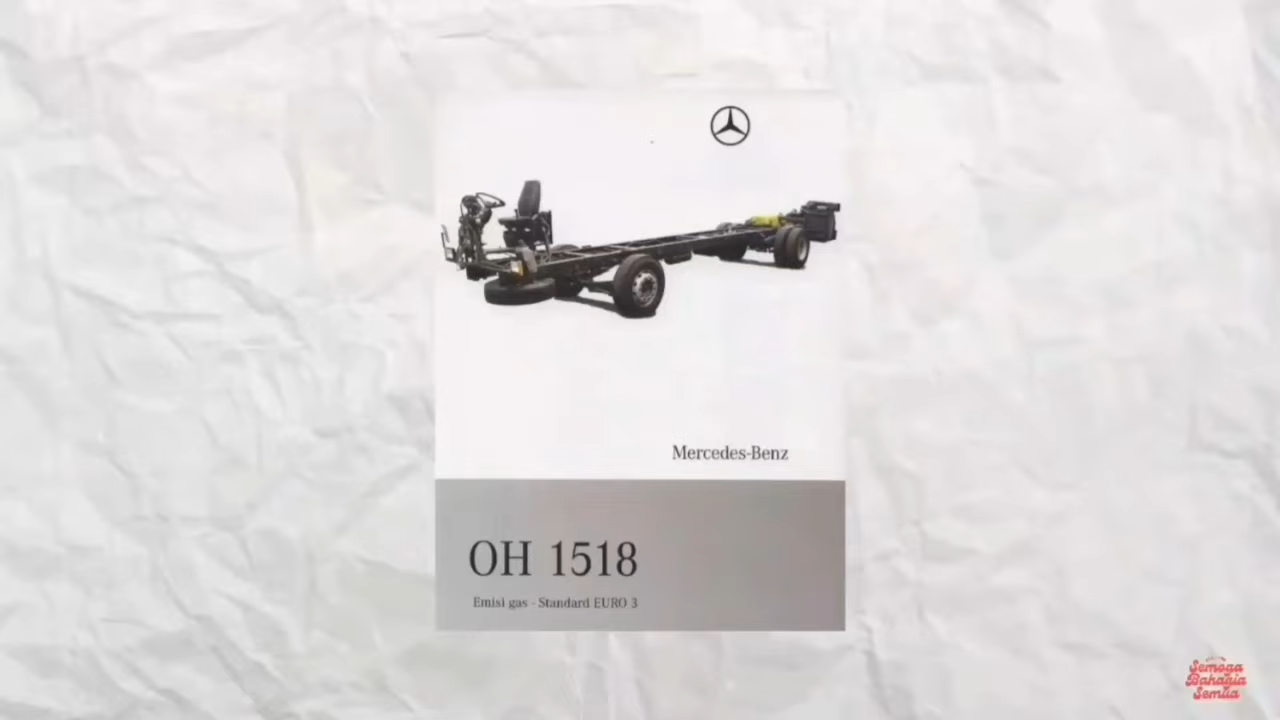 Mercedes-Benz
OH 1518
Emisi gas - Standard EURO 3
Semoga
Bahagia
Semua